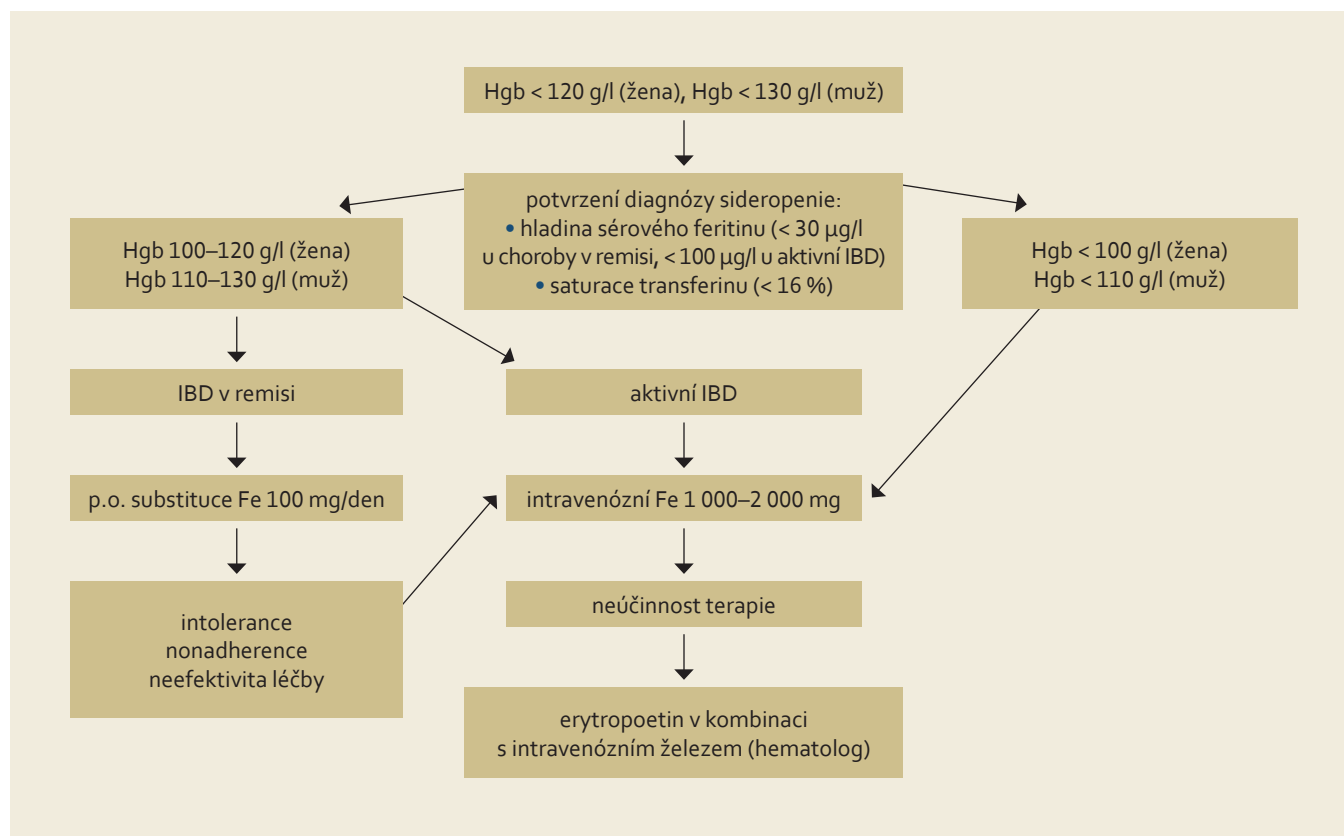 Hgb < 120 g/l (žena), Hgb < 130 g/l (muž)
potvrzení diagnózy sideropenie:
• hladina sérového feritinu (< 30 µg/l
u choroby v remisi, < 100 µg/l u aktivní IBD)
• saturace transferinu (< 16 %)
Hgb 100–120 g/l (žena)
Hgb 110–130 g/l (muž)
Hgb < 100 g/l (žena)
Hgb < 110 g/l (muž)
IBD v remisi
aktivní IBD
p.o. substituce Fe 100 mg/den
intravenózní Fe 1 000–2 000 mg
intolerance
nonadherence
neefektivita léčby
neúčinnost terapie
erytropoetin v kombinaci
s intravenózním železem (hematolog)